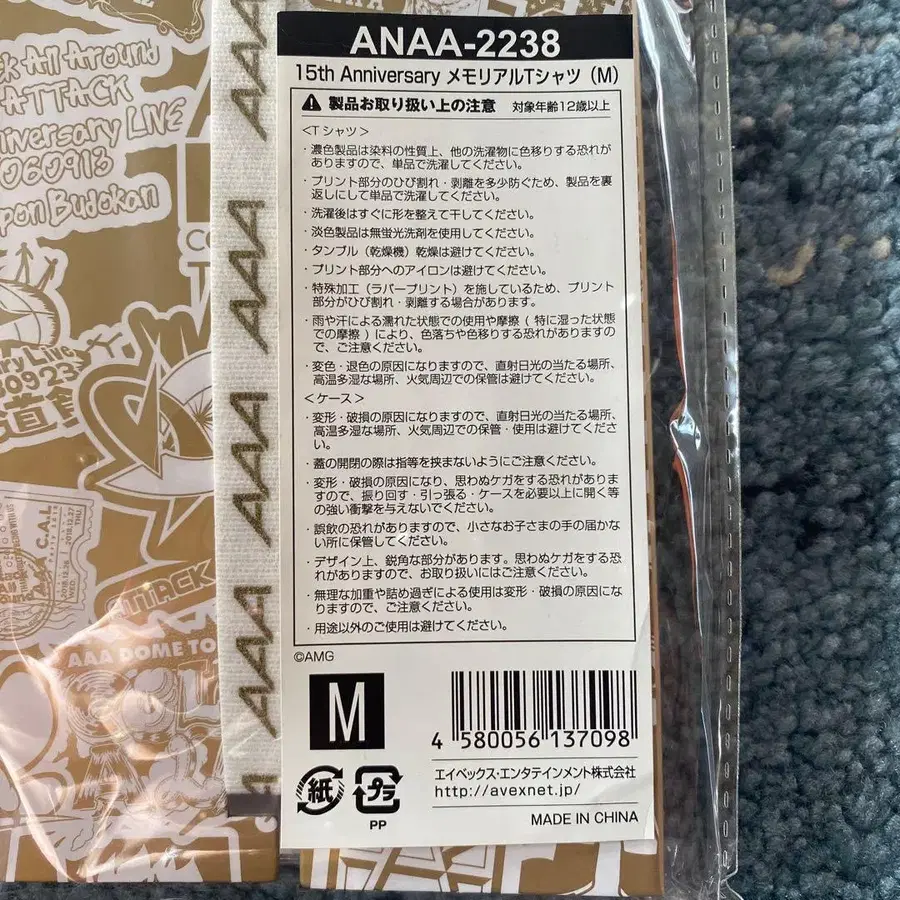 ANAA-2238
15th Anniversary メモリアルTシャツ（M）
製品お取り扱い上の注意 対象年齢12歳以上
＜Tシャツ＞
・濃色製品は染料の性質上、他の洗濯物に色移りする恐れが
ありますので、単品で洗濯してください。
・プリント部分のひび割れ・剥離を多少防ぐため、製品を裏
返しにして単品で洗濯してください。
・洗濯後はすぐに形を整えて干してください。
・淡色製品は無蛍光洗剤を使用してください。
・タンブル（乾燥機）乾燥は避けてください。
・プリント部分へのアイロンは避けてください。
・特殊加工（ラバープリント）を施しているため、プリント
部分がひび割れ・剥離する場合があります。
・雨や汗による濡れた状態での使用や摩擦（特に湿った状態
での摩擦）により、色落ちや色移りする恐れがありますの
で、ご注意ください。
・変色・退色の原因になりますので、直射日光の当たる場所、
高温多湿な場所、火気周辺での保管は避けてください。
＜ケース＞
・変形・破損の原因になりますので、直射日光の当たる場所、
高温多湿な場所、火気周辺での保管・使用は避けてください。
・蓋の開閉の際は指等を挟まないようにご注意ください。
・変形・破損の原因になり、思わぬケガをする恐れがあります
ので、振り回す・引っ張る・ケースを必要以上に開く等
の強い衝撃を与えないでください。
・誤飲の恐れがありますので、小さなお子さまの手の届かな
い所に保管してください。
・デザイン上、鋭角な部分があります。思わぬケガをする恐
れがありますので、お取り扱いにはご注意ください。
・無理な加重や詰め過ぎによる使用は変形・破損の原因にな
りますので、ご注意ください。
・用途以外のご使用は避けてください。
©AMG
M
4 580056 137098
紙
プラ
PP
エイベックス・エンタテインメント株式会社
http://avexnet.jp/
MADE IN CHINA
All Around
ATTACK
Anniversary LIVE
060913
Budokan
Live
ATTACK
AAA DOME TO
AAA
AAA
AAA
AAA
AAA
AAA
AAA